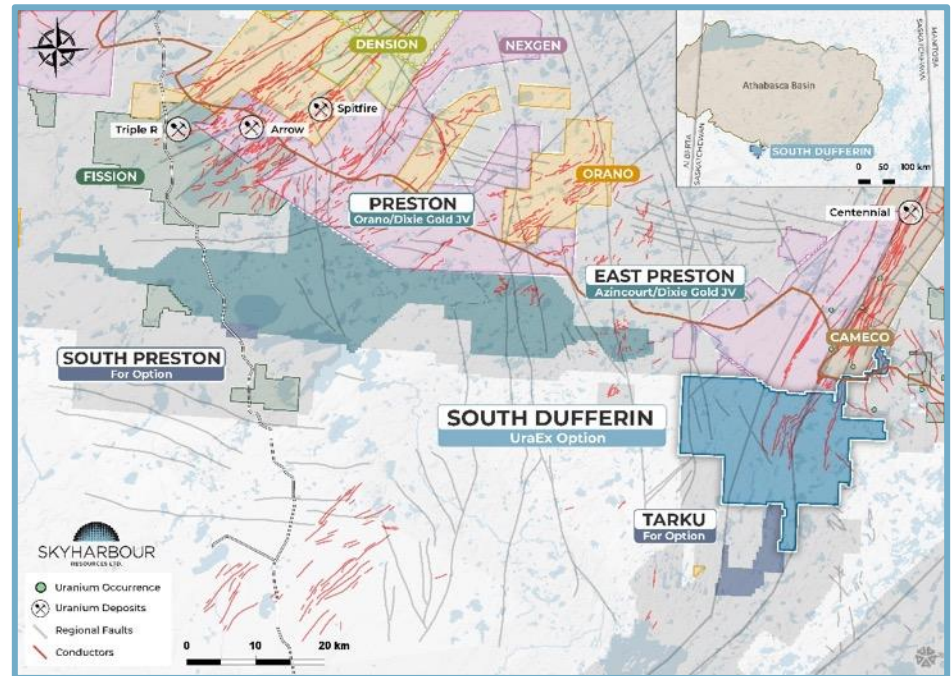 DENSION
NEXGEN
MANITOBA
SASKATCHEWAN
Athabasca Basin
ALBERTA
SASKATCHEWAN
SOUTH DUFFERIN
0 50 100 km
Spitfire
Triple R
Arrow
FISSION
ORANO
PRESTON
Orano/Dixie Gold JV
Centennial
EAST PRESTON
Azincourt/Dixie Gold JV
CAMECO
SOUTH PRESTON
For Option
SOUTH DUFFERIN
UraEx Option
TARKU
For Option
SKYHARBOUR
RESOURCES LTD.
Uranium Occurrence
Uranium Deposits
Regional Faults
Conductors
0 10 20 km